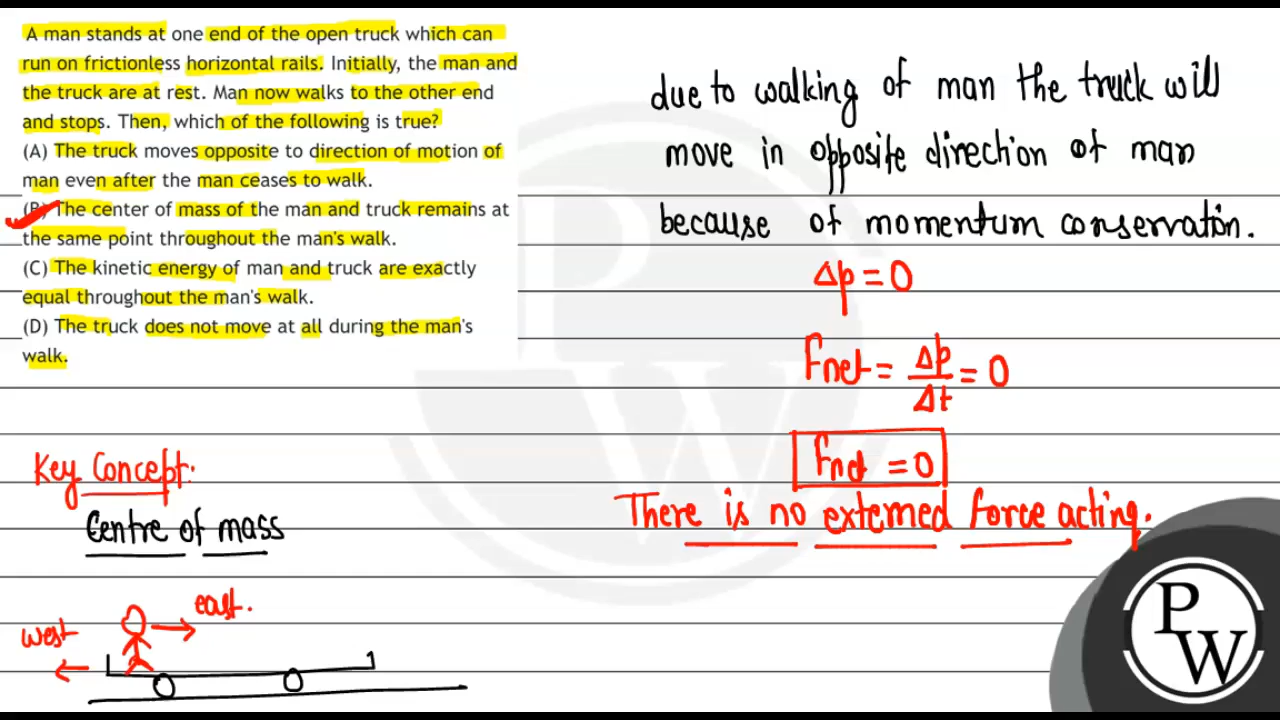 A man stands at one end of the open truck which can
run on frictionless horizontal rails. Initially, the man and
the truck are at rest. Man now walks to the other end
and stops. Then, which of the following is true?
(A) The truck moves opposite to direction of motion of
man even after the man ceases to walk.
(B) The center of mass of the man and truck remains at
the same point throughout the man's walk.
(C) The kinetic energy of man and truck are exactly
equal throughout the man's walk.
(D) The truck does not move at all during the man's
walk.
Key Concept:
Centre of mass
west
east.
due to walking of man the truck will
move in opposite direction of man
because of momentum conservation.
Δp = 0
Fnet = Δp/Δt = 0
Fnet = 0
There is no external force acting.
P
W
P
W